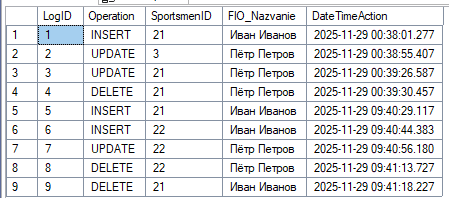 LogID Operation SportsmenID FIO_Nazvanie DateTimeAction
1 1 INSERT 21 Иван Иванов 2025-11-29 00:38:01.277
2 2 UPDATE 3 Пётр Петров 2025-11-29 00:38:55.407
3 3 UPDATE 21 Пётр Петров 2025-11-29 00:39:26.587
4 4 DELETE 21 Пётр Петров 2025-11-29 00:39:30.457
5 5 INSERT 21 Иван Иванов 2025-11-29 09:40:29.117
6 6 INSERT 22 Иван Иванов 2025-11-29 09:40:44.383
7 7 UPDATE 22 Пётр Петров 2025-11-29 09:40:56.180
8 8 DELETE 22 Пётр Петров 2025-11-29 09:41:13.727
9 9 DELETE 21 Иван Иванов 2025-11-29 09:41:18.227